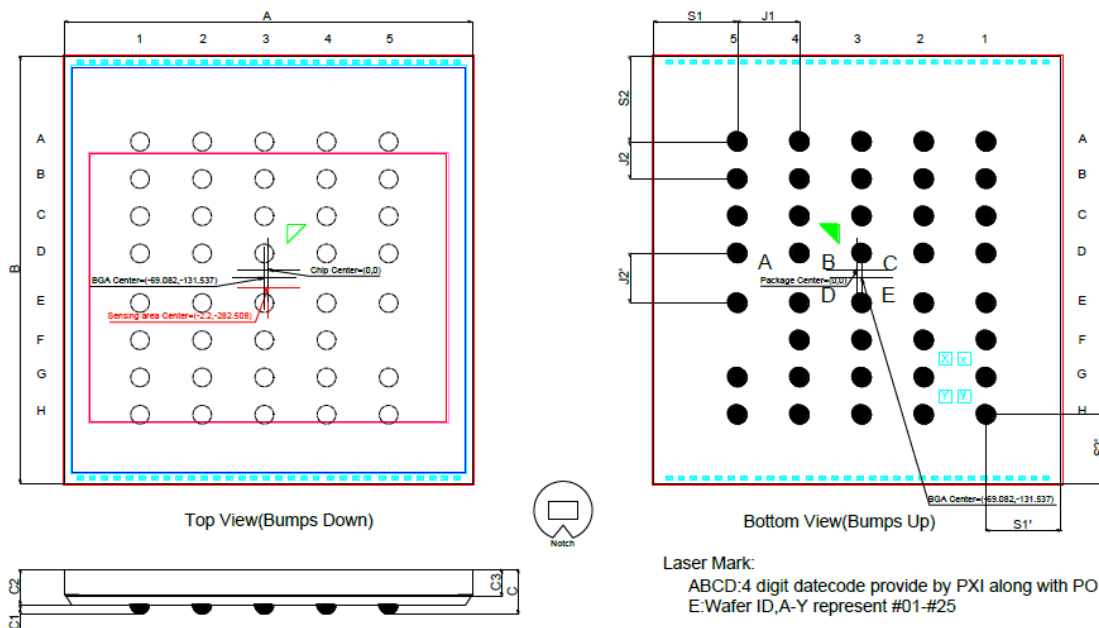 A
1 2 3 4 5
B
A
B
C
D
E
F
G
H
Chip Center=(0,0)
BGA Center=(-69.082,-131.537)
Sensing area Center=(-2.2,-282.508)
Top View(Bumps Down)
Notch
C2
C1
C3
C
S1 J1
5 4 3 2 1
S2
J2
J2'
A
B
C
D
E
F
G
H
A B C
Package Center=(0,0)
D E
X x
Y y
S2'
BGA Center=(-69.082,-131.537)
S1'
Bottom View(Bumps Up)
Laser Mark:
ABCD:4 digit datecode provide by PXI along with PO
E:Wafer ID,A-Y represent #01-#25